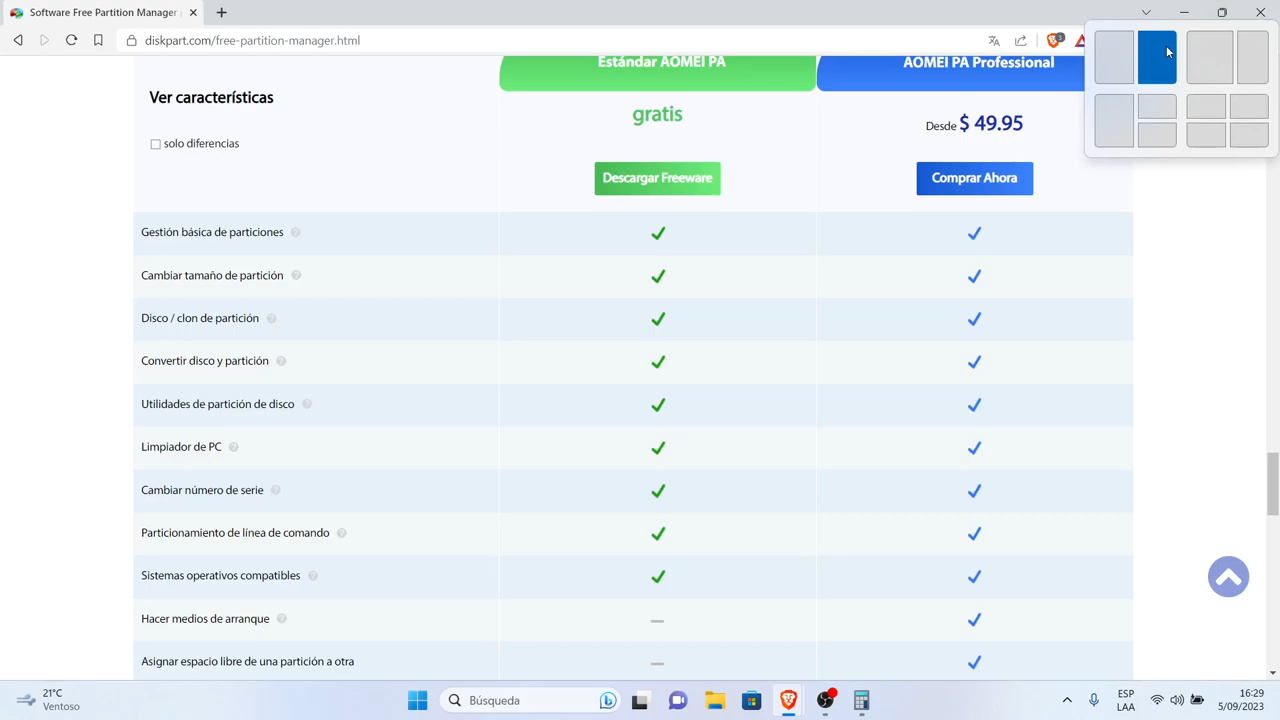 Software Free Partition Manager
diskpart.com/free-partition-manager.html
3
Estándar AOMEI PA
AOMEI PA Professional
Ver características
gratis
Desde $ 49.95
solo diferencias
Descargar Freeware
Comprar Ahora
Gestión básica de particiones
Cambiar tamaño de partición
Disco / clon de partición
Convertir disco y partición
Utilidades de partición de disco
Limpiador de PC
Cambiar número de serie
Particionamiento de línea de comando
Sistemas operativos compatibles
Hacer medios de arranque
Asignar espacio libre de una partición a otra
21°C
Ventoso
Búsqueda
ESP
LAA
16:29
5/09/2023